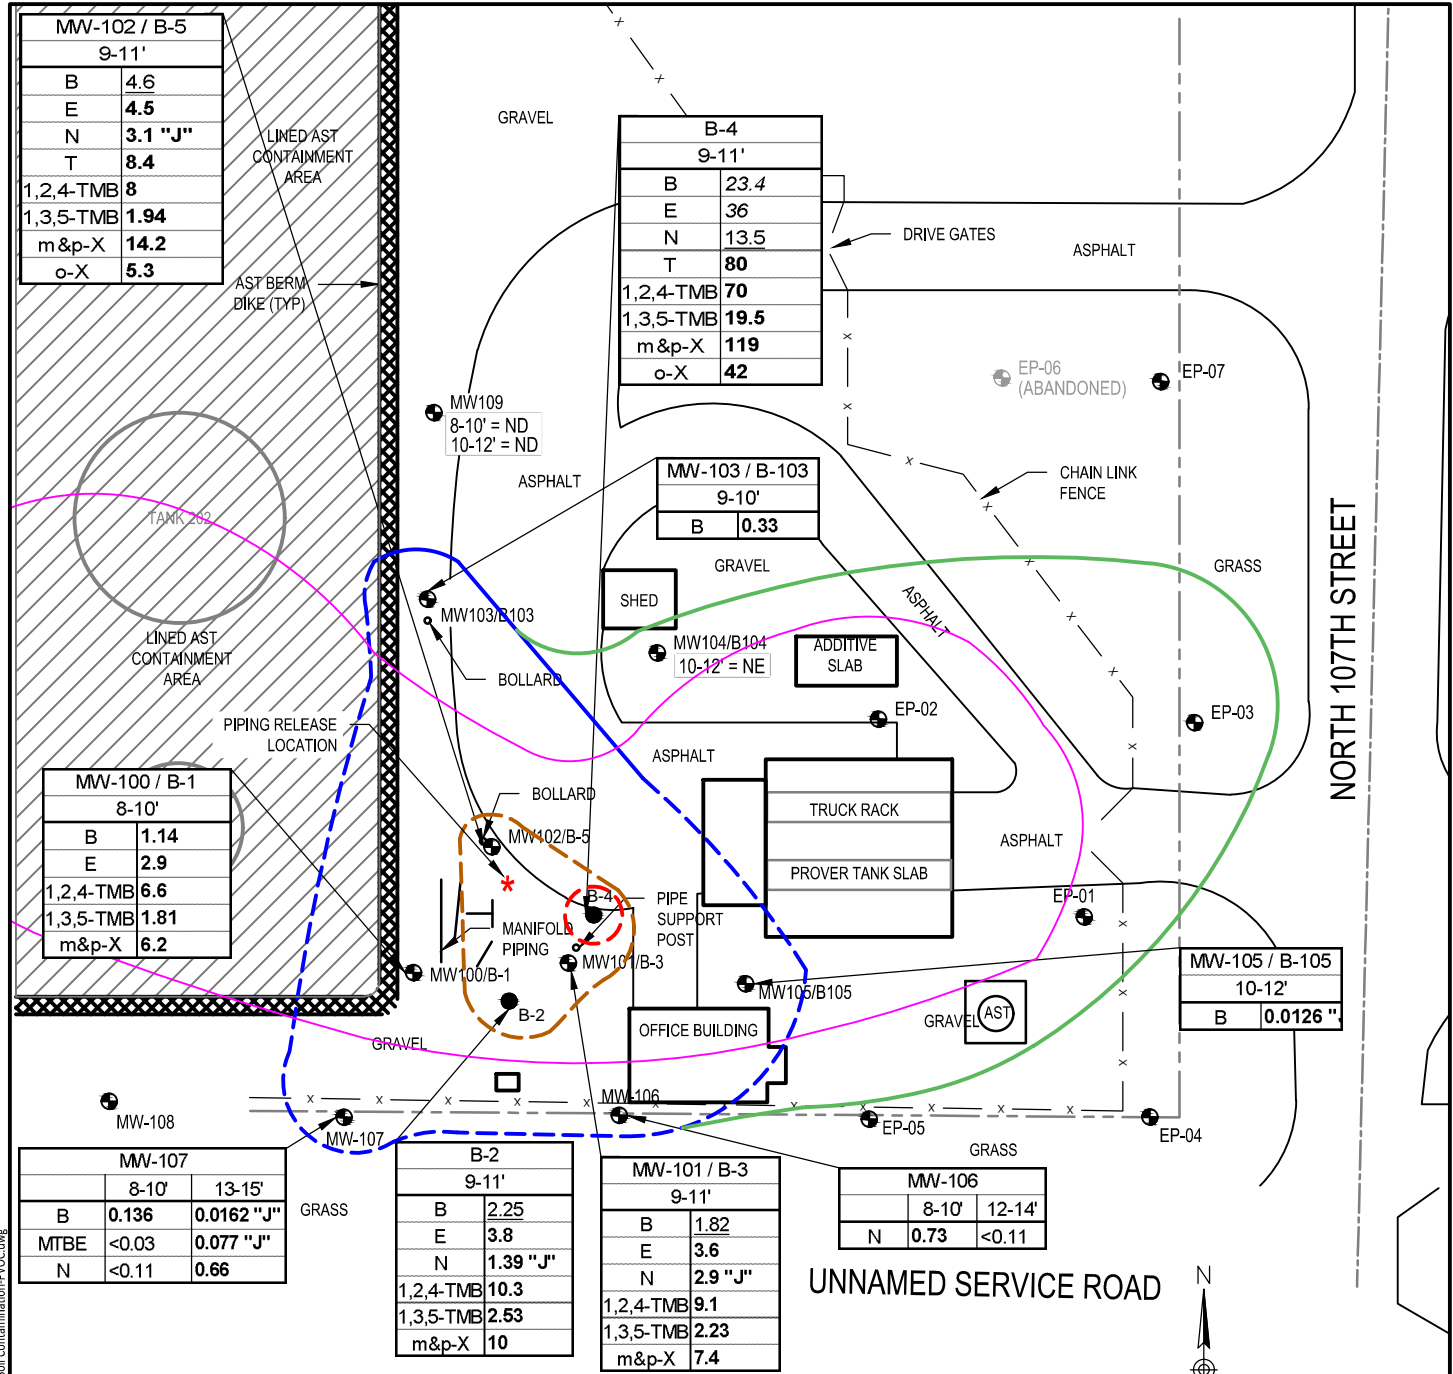 MW-102 / B-5
9-11'
B 4.6
E 4.5
N 3.1 "J"
T 8.4
1,2,4-TMB 8
1,3,5-TMB 1.94
m&p-X 14.2
o-X 5.3
GRAVEL
LINED AST
CONTAINMENT
AREA
B-4
9-11'
B 23.4
E 36
N 13.5
T 80
1,2,4-TMB 70
1,3,5-TMB 19.5
m&p-X 119
o-X 42
DRIVE GATES
ASPHALT
AST BERM
DIKE (TYP)
EP-06
(ABANDONED)
EP-07
MW109
8-10' = ND
10-12' = ND
ASPHALT
MW-103 / B-103
9-10'
B 0.33
CHAIN LINK
FENCE
TANK 202
NORTH 107TH STREET
GRAVEL
GRASS
SHED
ASPHALT
MW103/B103
LINED AST
CONTAINMENT
AREA
MW104/B104
10-12' = NE
ADDITIVE
SLAB
BOLLARD
EP-02
EP-03
PIPING RELEASE
LOCATION
ASPHALT
MW-100 / B-1
8-10'
B 1.14
E 2.9
1,2,4-TMB 6.6
1,3,5-TMB 1.81
m&p-X 6.2
BOLLARD
TRUCK RACK
MW102/B-5
ASPHALT
PROVER TANK SLAB
*
B-4
PIPE
SUPPORT
POST
EP-01
MANIFOLD
PIPING
MW101/B-3
MW100/B-1
MW105/B105
MW-105 / B-105
10-12'
B 0.0126 "
B-2
OFFICE BUILDING
GRAVEL
AST
GRAVEL
MW-106
MW-108
MW-107
EP-05
EP-04
GRASS
MW-107
8-10' 13-15'
B 0.136 0.0162 "J"
MTBE <0.03 0.077 "J"
N <0.11 0.66
GRASS
B-2
9-11'
B 2.25
E 3.8
N 1.39 "J"
1,2,4-TMB 10.3
1,3,5-TMB 2.53
m&p-X 10
MW-101 / B-3
9-11'
B 1.82
E 3.6
N 2.9 "J"
1,2,4-TMB 9.1
1,3,5-TMB 2.23
m&p-X 7.4
MW-106
8-10' 12-14'
N 0.73 <0.11
UNNAMED SERVICE ROAD
N
Contamination-PVOC.dwg